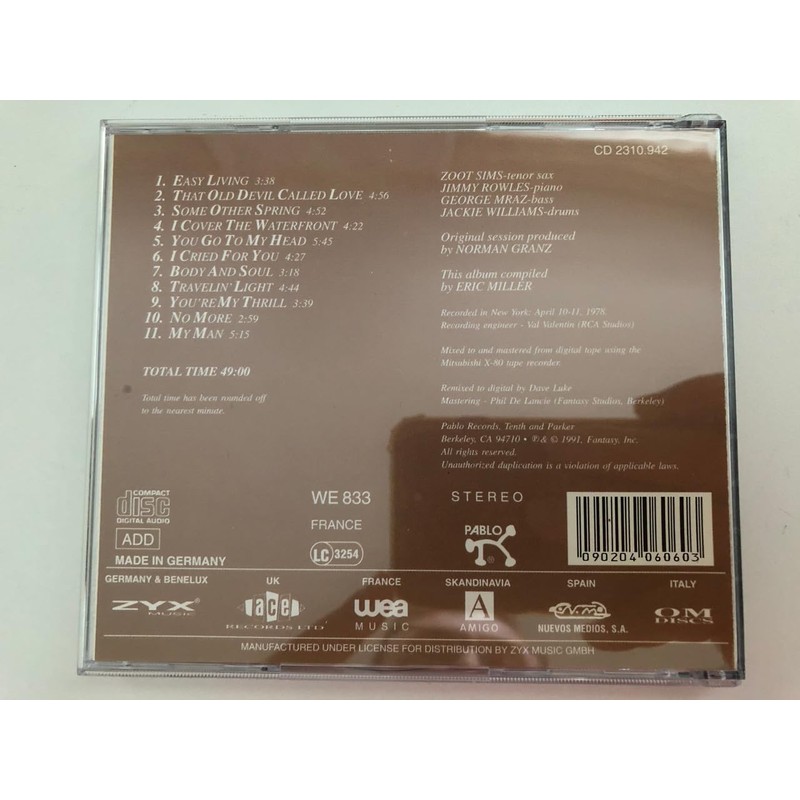 CD 2310.942
1. EASY LIVING 3:38
2. THAT OLD DEVIL CALLED LOVE 4:56
3. SOME OTHER SPRING 4:52
4. I COVER THE WATERFRONT 4:22
5. YOU GO TO MY HEAD 5:45
6. I CRIED FOR YOU 4:27
7. BODY AND SOUL 3:18
8. TRAVELIN' LIGHT 4:44
9. YOU'RE MY THRILL 3:39
10. NO MORE 2:59
11. MY MAN 5:15
TOTAL TIME 49:00
Total time has been rounded off
to the nearest minute.
ZOOT SIMS-tenor sax
JIMMY ROWLES-piano
GEORGE MRAZ-bass
JACKIE WILLIAMS-drums
Original session produced
by NORMAN GRANZ
This album compiled
by ERIC MILLER
Recorded in New York: April 10-11, 1978.
Recording engineer - Val Valentin (RCA Studios)
Mixed to and mastered from digital tape using the
Mitsubishi X-80 tape recorder.
Remixed to digital by Dave Luke
Mastering - Phil De Lancie (Fantasy Studios, Berkeley)
Pablo Records, Tenth and Parker
Berkeley, CA 94710 • ℗ & © 1991, Fantasy, Inc.
All rights reserved.
Unauthorized duplication is a violation of applicable laws.
COMPACT
disc
DIGITAL AUDIO
ADD
MADE IN GERMANY
WE 833
FRANCE
LC 3254
STEREO
PABLO
090204 060603
GERMANY & BENELUX
ZYX
MUSIC
UK
ace
RECORDS LTD.
FRANCE
wea
MUSIC
SKANDINAVIA
A
AMIGO
SPAIN
NUEVOS MEDIOS, S.A.
ITALY
OM
DISCS
MANUFACTURED UNDER LICENSE FOR DISTRIBUTION BY ZYX MUSIC GMBH